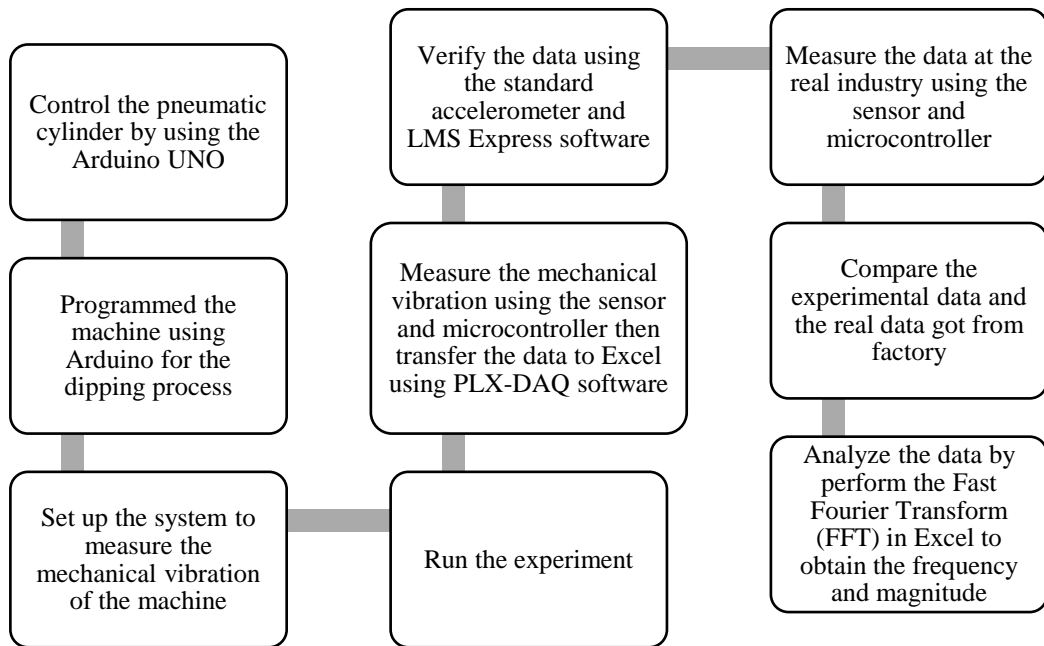 Control the pneumatic
cylinder by using the
Arduino UNO
Programmed the
machine using
Arduino for the
dipping process
Set up the system to
measure the
mechanical vibration
of the machine
Run the experiment
Measure the mechanical
vibration using the sensor
and microcontroller then
transfer the data to Excel
using PLX-DAQ software
Verify the data using
the standard
accelerometer and
LMS Express software
Measure the data at the
real industry using the
sensor and
microcontroller
Compare the
experimental data and
the real data got from
factory
Analyze the data by
perform the Fast
Fourier Transform
(FFT) in Excel to
obtain the frequency
and magnitude